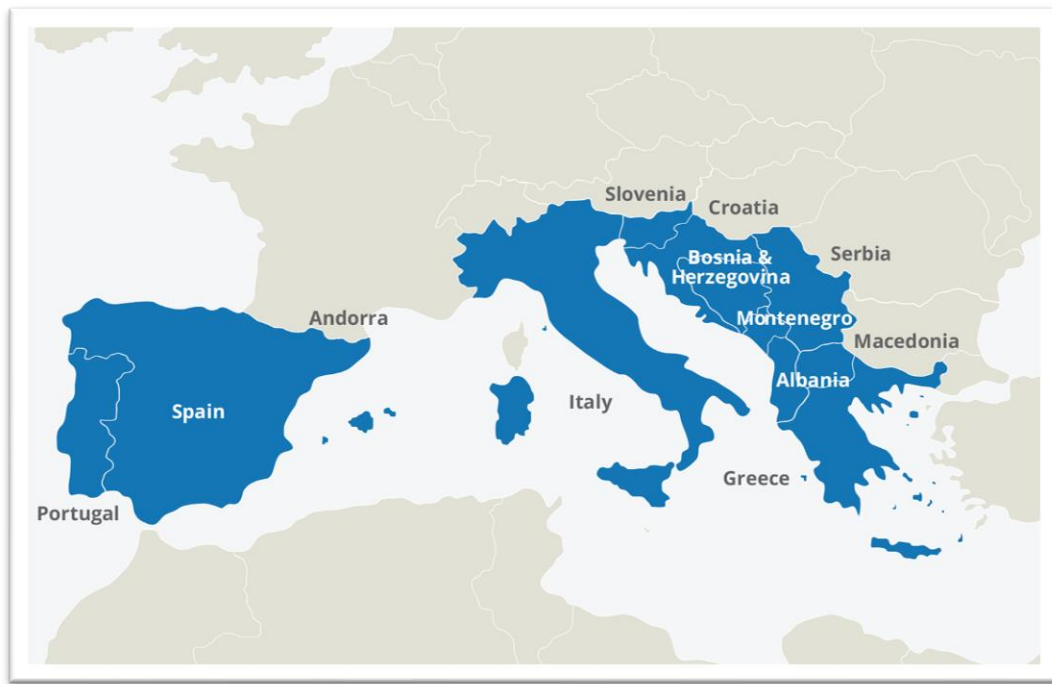 Slovenia
Croatia
Bosnia &
Herzegovina
Serbia
Andorra
Montenegro
Macedonia
Albania
Spain
Italy
Greece
Portugal